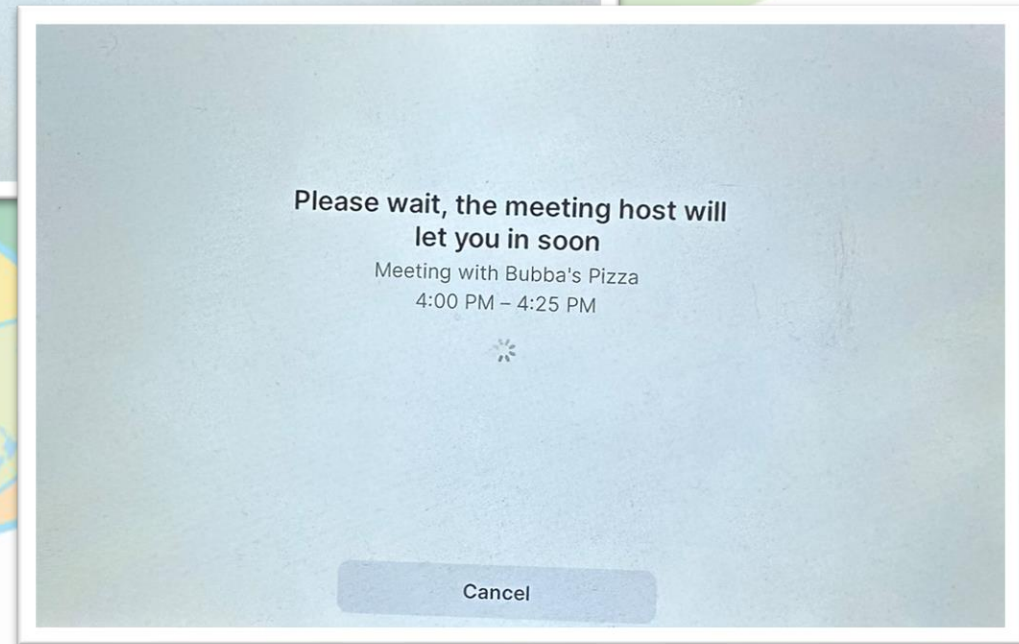 Please wait, the meeting host will
let you in soon
Meeting with Bubba's Pizza
4:00 PM – 4:25 PM
Cancel